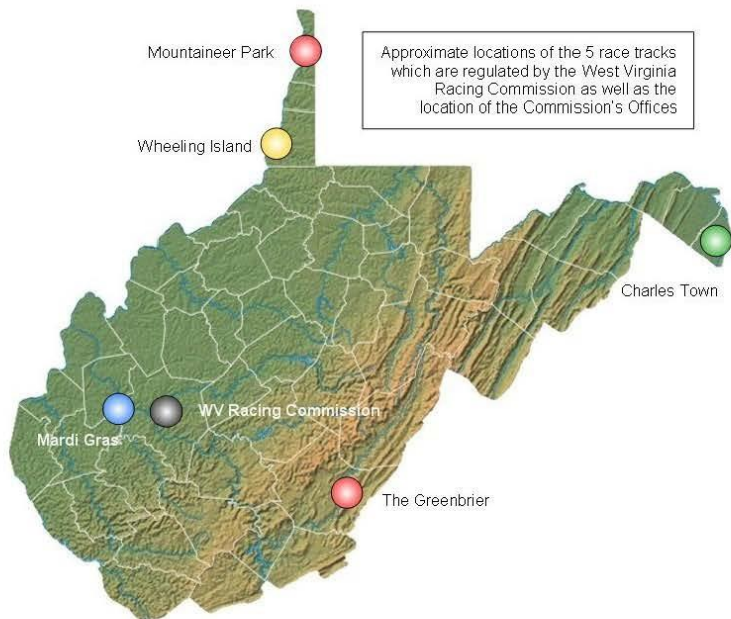 Mountaineer Park
Approximate locations of the 5 race tracks
which are regulated by the West Virginia
Racing Commission as well as the
location of the Commission's Offices
Wheeling Island
Charles Town
WV Racing Commission
Mardi Gras
The Greenbrier